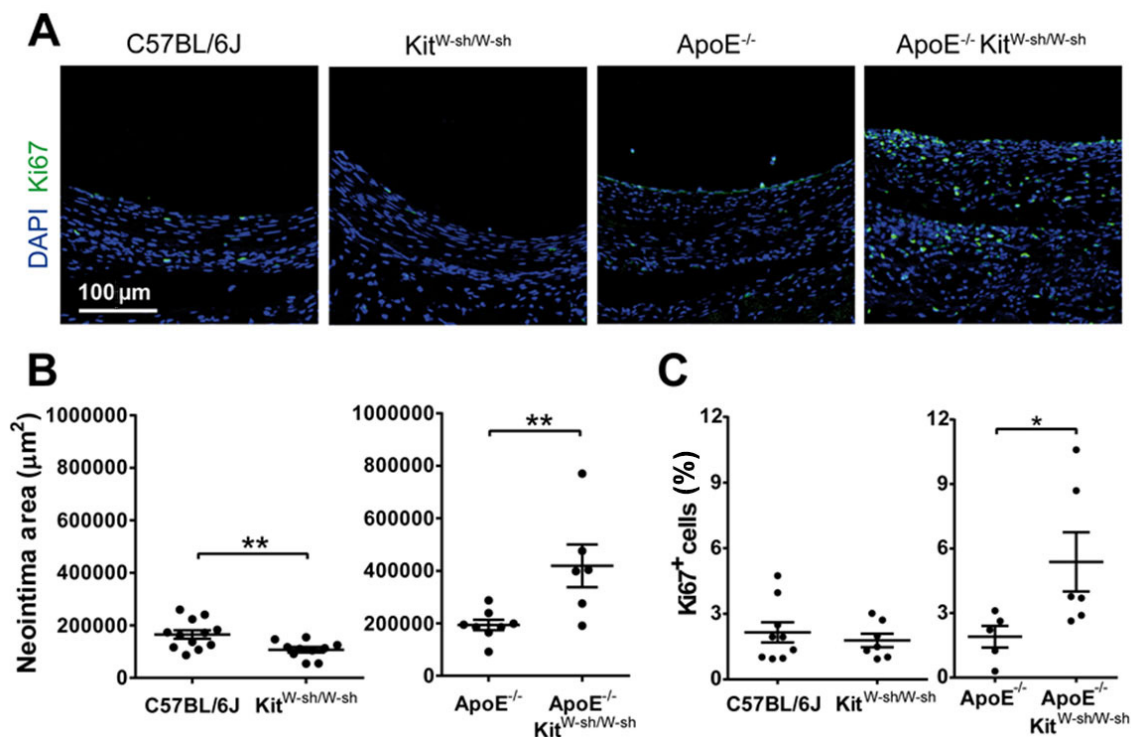 A
C57BL/6J
Kit^W-sh/W-sh
ApoE^-/-
ApoE^-/- Kit^W-sh/W-sh
DAPI Ki67
100 μm
B
Neointima area (μm²)
1000000
800000
600000
400000
200000
0
**
C57BL/6J
Kit^W-sh/W-sh
1000000
800000
600000
400000
200000
0
**
ApoE^-/-
ApoE^-/-
Kit^W-sh/W-sh
C
Ki67⁺ cells (%)
12
9
6
3
0
C57BL/6J
Kit^W-sh/W-sh
12
9
6
3
0
*
ApoE^-/-
ApoE^-/-
Kit^W-sh/W-sh